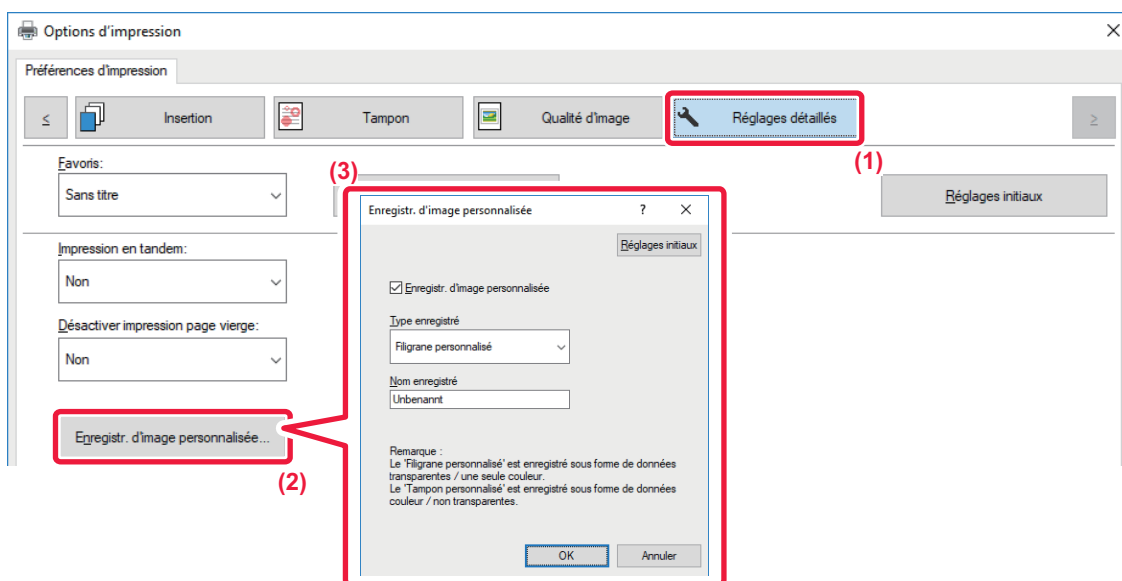 Options d'impression
Préférences d'impression
<
Insertion
Tampon
Qualité d'image
Réglages détaillés
>
(1)
Favoris:
Sans titre
Réglages initiaux
(3)
Enregistr. d'image personnalisée
?
Réglages initiaux
Enregistr. d'image personnalisée
Type enregistré
Filigrane personnalisé
Nom enregistré
Unbenannt
Remarque :
Le 'Filigrane personnalisé' est enregistré sous forme de données
transparentes / une seule couleur.
Le 'Tampon personnalisé' est enregistré sous forme de données
couleur / non transparentes.
OK
Annuler
Impression en tandem:
Non
Désactiver impression page vierge:
Non
Enregistr. d'image personnalisée...
(2)